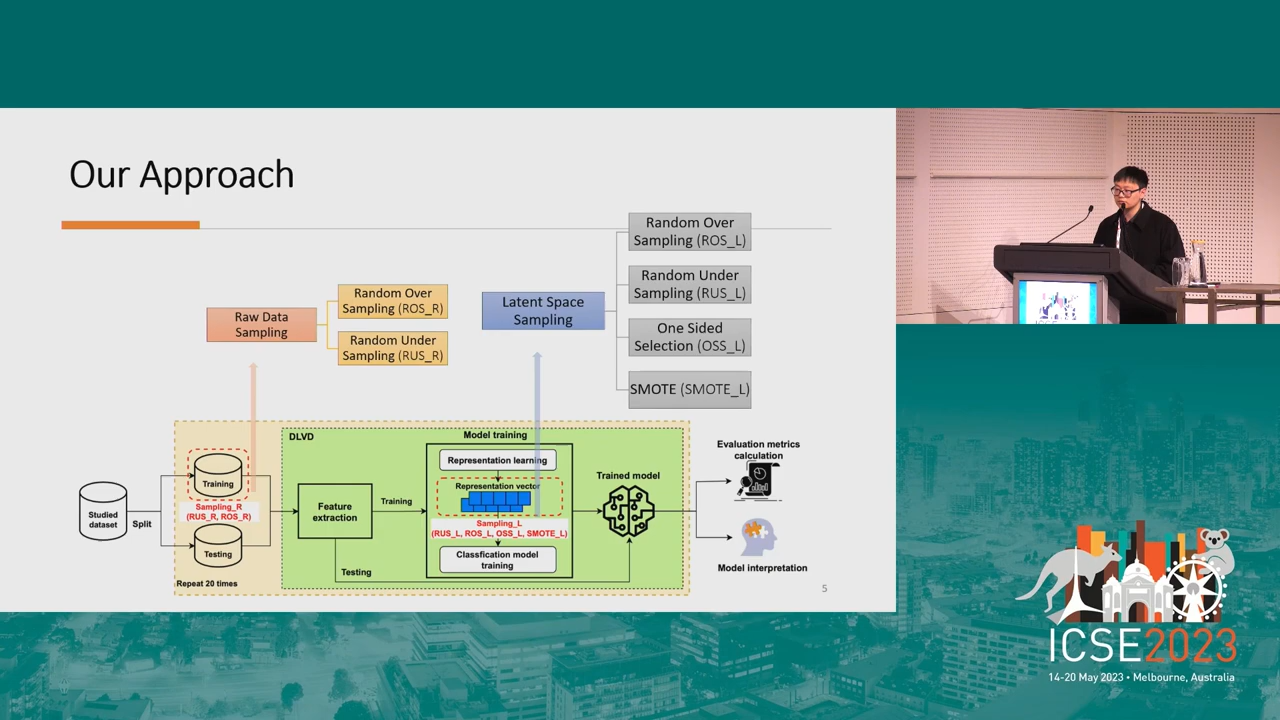 Our Approach
Random Over
Sampling (ROS_L)
Random Under
Sampling (RUS_L)
One Sided
Selection (OSS_L)
SMOTE (SMOTE_L)
Latent Space
Sampling
Random Over
Sampling (ROS_R)
Random Under
Sampling (RUS_R)
Raw Data
Sampling
DLVD
Model training
Representation learning
Representation vector
Sampling_L
(RUS_L, ROS_L, OSS_L, SMOTE_L)
Classfication model
training
Training
Sampling_R
(RUS_R, ROS_R)
Testing
Studied
dataset
Split
Repeat 20 times
Feature
extraction
Training
Testing
Trained model
Evaluation metrics
calculation
Model interpretation
5
ICSE2023
14-20 May 2023 • Melbourne, Australia